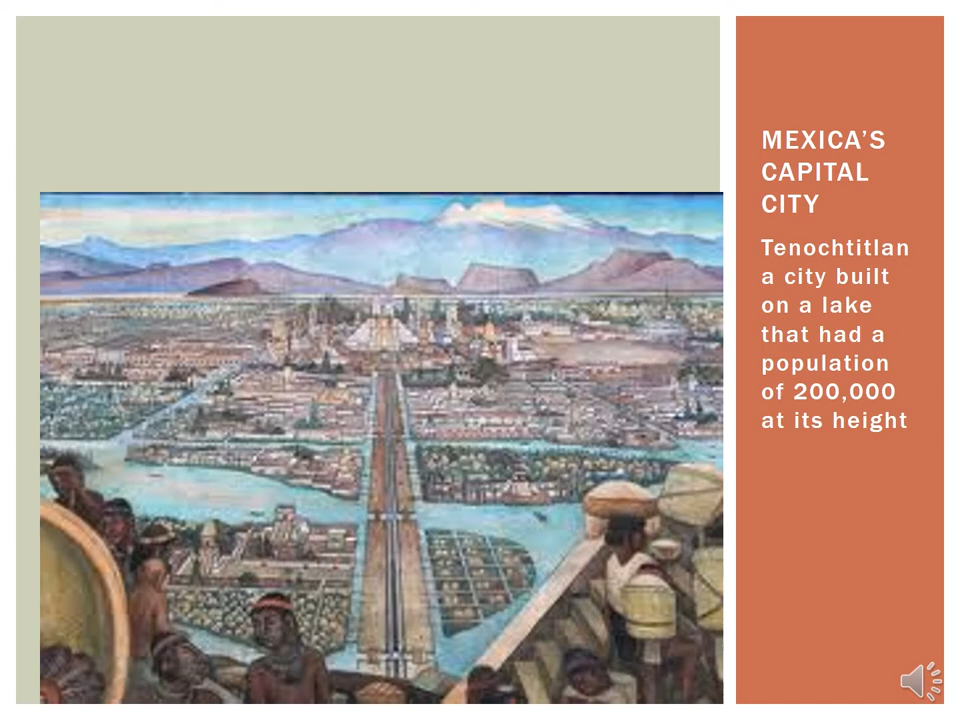 MEXICA’S
CAPITAL
CITY
Tenochtitlan
a city built
on a lake
that had a
population
of 200,000
at its height